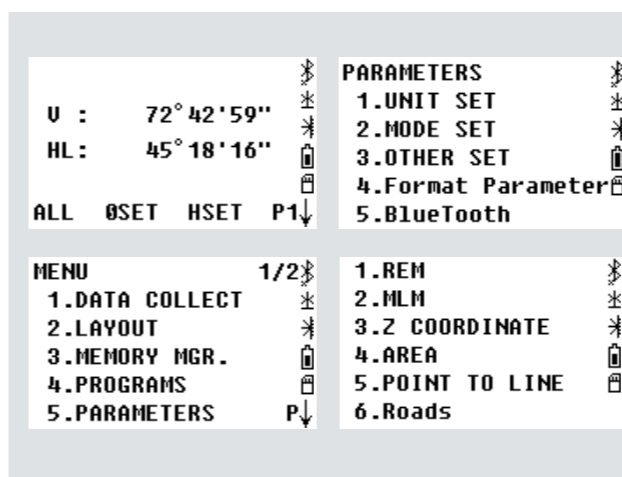 V : 72°42'59"
HL: 45°18'16"
ALL 0SET HSET P1↓
PARAMETERS
1.UNIT SET
2.MODE SET
3.OTHER SET
4.Format Parameter
5.BlueTooth
MENU 1/2
1.DATA COLLECT
2.LAYOUT
3.MEMORY MGR.
4.PROGRAMS
5.PARAMETERS P↓
1.REM
2.MLM
3.Z COORDINATE
4.AREA
5.POINT TO LINE
6.Roads